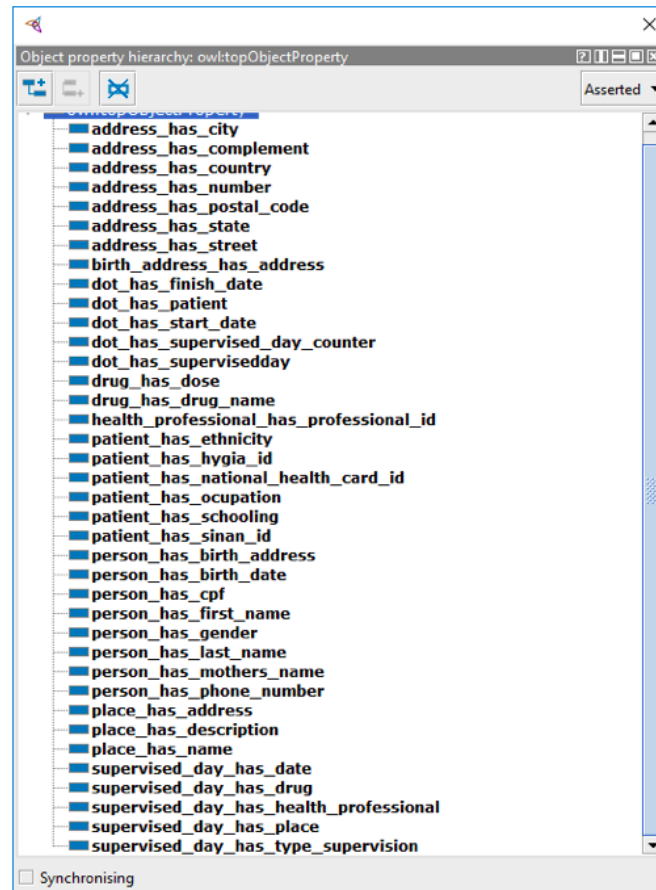 Object property hierarchy: owl:topObjectProperty
Asserted
owl:topObjectProperty
address_has_city
address_has_complement
address_has_country
address_has_number
address_has_postal_code
address_has_state
address_has_street
birth_address_has_address
dot_has_finish_date
dot_has_patient
dot_has_start_date
dot_has_supervised_day_counter
dot_has_supervisedday
drug_has_dose
drug_has_drug_name
health_professional_has_professional_id
patient_has_ethnicity
patient_has_hygia_id
patient_has_national_health_card_id
patient_has_ocupation
patient_has_schooling
patient_has_sinan_id
person_has_birth_address
person_has_birth_date
person_has_cpf
person_has_first_name
person_has_gender
person_has_last_name
person_has_mothers_name
person_has_phone_number
place_has_address
place_has_description
place_has_name
supervised_day_has_date
supervised_day_has_drug
supervised_day_has_health_professional
supervised_day_has_place
supervised_day_has_type_supervision
Synchronising